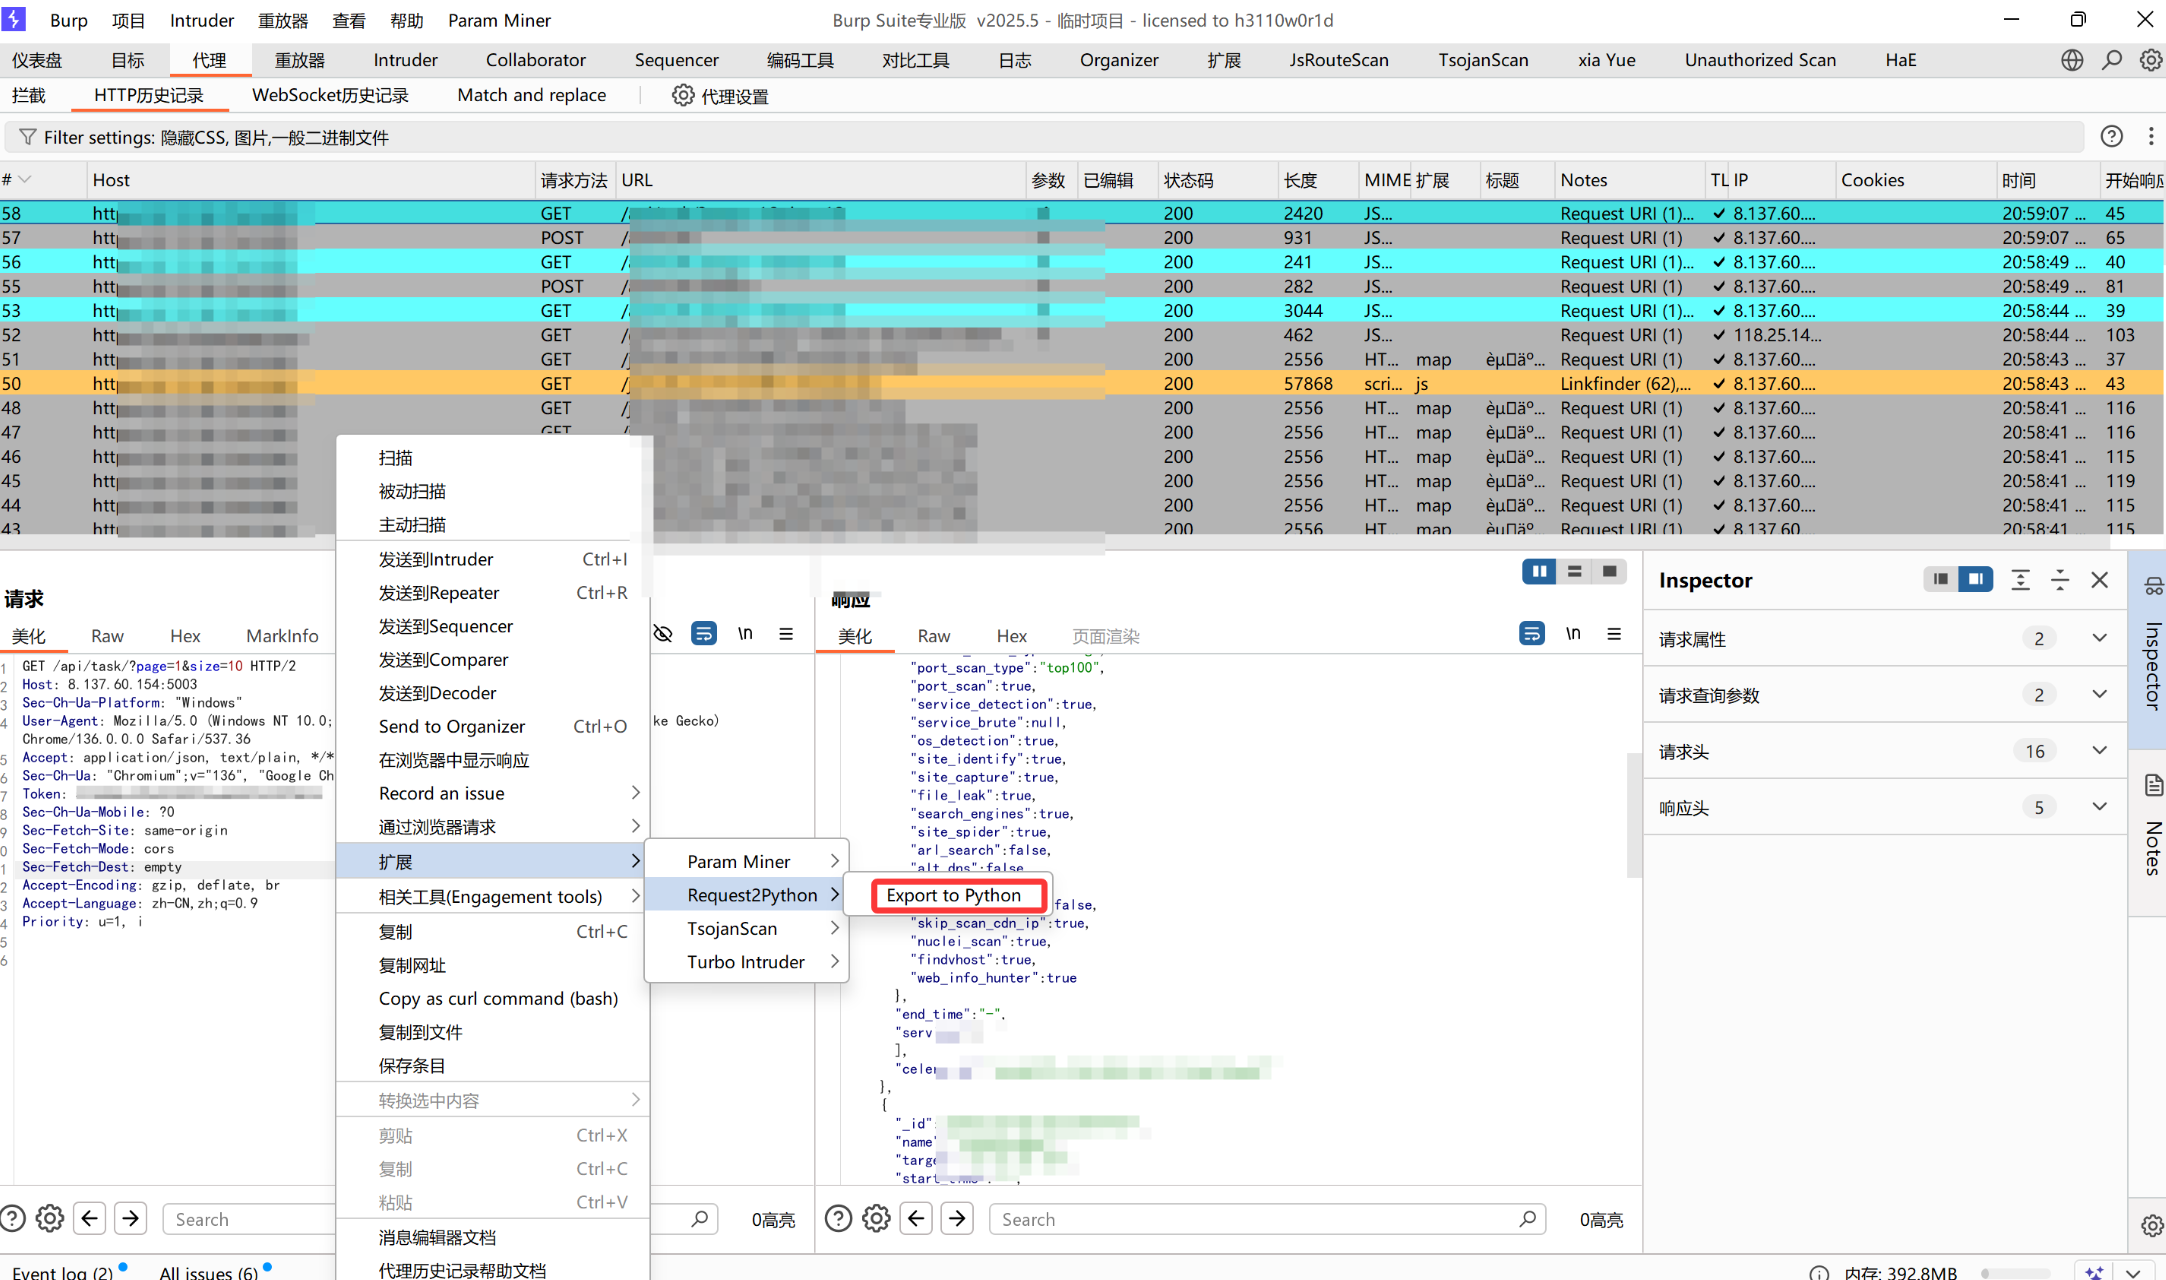 Burp 项目 Intruder 重放器 查看 帮助 Param Miner Burp Suite专业版 v2025.5 - 临时项目 - licensed to h3110w0r1d
仪表盘 目标 代理 重放器 Intruder Collaborator Sequencer 编码工具 对比工具 日志 Organizer 扩展 JsRouteScan TsojanScan xia Yue Unauthorized Scan HaE
拦截 HTTP历史记录 WebSocket历史记录 Match and replace 代理设置
Filter settings: 隐藏CSS, 图片,一般二进制文件
# Host 请求方法 URL 参数 已编辑 状态码 长度 MIME 扩展 标题 Notes TL IP Cookies 时间 开始响应
58 htt GET 200 2420 JS... Request URI (1)... ✓ 8.137.60.... 20:59:07 ... 45
57 htt POST 200 931 JS... Request URI (1) ✓ 8.137.60.... 20:59:07 ... 65
56 htt GET 200 241 JS... Request URI (1)... ✓ 8.137.60.... 20:58:49 ... 40
55 htt POST 200 282 JS... Request URI (1) ✓ 8.137.60.... 20:58:49 ... 81
53 htt GET 200 3044 JS... Request URI (1)... ✓ 8.137.60.... 20:58:44 ... 39
52 htt GET 200 462 JS... Request URI (1) ✓ 118.25.14... 20:58:44 ... 103
51 htt GET 200 2556 HT... map èµ□äº... Request URI (1) ✓ 8.137.60.... 20:58:43 ... 37
50 htt GET 200 57868 scri... js Linkfinder (62),... ✓ 8.137.60.... 20:58:43 ... 43
48 htt GET 200 2556 HT... map èµ□äº... Request URI (1) ✓ 8.137.60.... 20:58:41 ... 116
47 htt GET 200 2556 HT... map èµ□äº... Request URI (1) ✓ 8.137.60.... 20:58:41 ... 116
46 htt 200 2556 HT... map èµ□äº... Request URI (1) ✓ 8.137.60.... 20:58:41 ... 115
45 htt 200 2556 HT... map èµ□äº... Request URI (1) ✓ 8.137.60.... 20:58:41 ... 119
44 htt 200 2556 HT... map èµ□äº... Request URI (1) ✓ 8.137.60.... 20:58:41 ... 115
43 htt 200 2556 HT... map èµ□äº... Request URI (1) ✓ 8.137.60 20:58:41 ... 115
请求
美化 Raw Hex MarkInfo \n
1 GET /api/task/?page=1&size=10 HTTP/2
2 Host: 8.137.60.154:5003
3 Sec-Ch-Ua-Platform: "Windows"
4 User-Agent: Mozilla/5.0 (Windows NT 10.0; ke Gecko)
Chrome/136.0.0.0 Safari/537.36
5 Accept: application/json, text/plain, */*
6 Sec-Ch-Ua: "Chromium";v="136", "Google Ch
7 Token:
8 Sec-Ch-Ua-Mobile: ?0
9 Sec-Fetch-Site: same-origin
0 Sec-Fetch-Mode: cors
1 Sec-Fetch-Dest: empty
2 Accept-Encoding: gzip, deflate, br
3 Accept-Language: zh-CN,zh;q=0.9
4 Priority: u=1, i
5
6
扫描
被动扫描
主动扫描
发送到Intruder Ctrl+I
发送到Repeater Ctrl+R
发送到Sequencer
发送到Comparer
发送到Decoder
Send to Organizer Ctrl+O
在浏览器中显示响应
Record an issue
通过浏览器请求
扩展
相关工具(Engagement tools)
复制 Ctrl+C
复制网址
Copy as curl command (bash)
复制到文件
保存条目
转换选中内容
剪贴 Ctrl+X
复制 Ctrl+C
粘贴 Ctrl+V
消息编辑器文档
代理历史记录帮助文档
Param Miner
Request2Python
TsojanScan
Turbo Intruder
Export to Python
响应
美化 Raw Hex 页面渲染 \n
"port_scan_type":"top100",
"port_scan":true,
"service_detection":true,
"service_brute":null,
"os_detection":true,
"site_identify":true,
"site_capture":true,
"file_leak":true,
"search_engines":true,
"site_spider":true,
"arl_search":false,
"alt_dns":false
false,
"skip_scan_cdn_ip":true,
"nuclei_scan":true,
"findvhost":true,
"web_info_hunter":true
},
"end_time":"-",
"serv
],
"celer
},
{
"_id":
"name"
"targe
"start_time"
Inspector
请求属性 2
请求查询参数 2
请求头 16
响应头 5
Inspector
Notes
Search 0高亮
Search 0高亮
Event log (2) All issues (6) 内存: 392.8MB